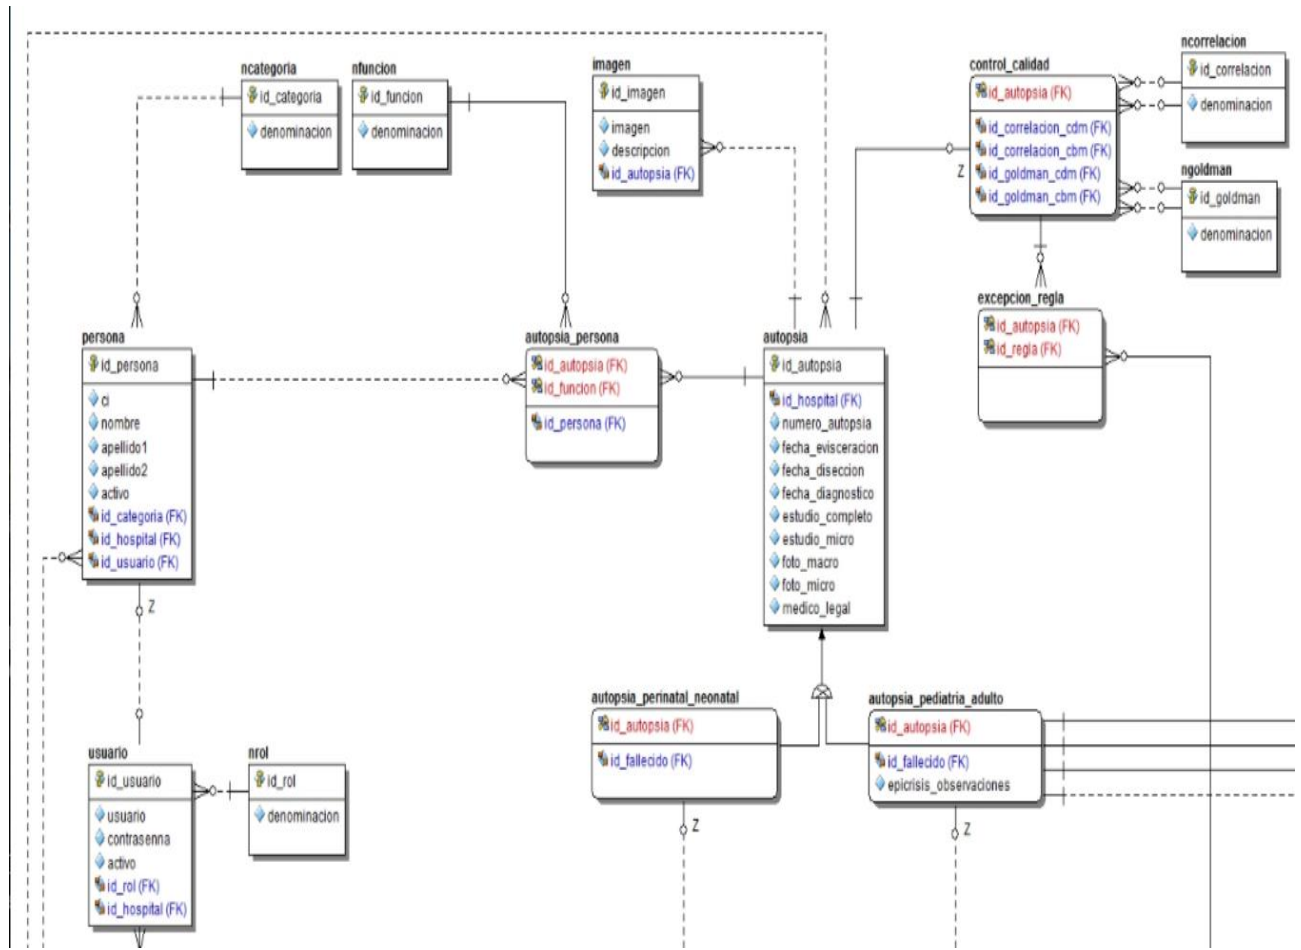 ncategoria
id_categoria
denominacion
nfuncion
id_funcion
denominacion
imagen
id_imagen
imagen
descripcion
id_autopsia (FK)
control_calidad
id_autopsia (FK)
id_correlacion_cdm (FK)
id_correlacion_cbm (FK)
id_goldman_cdm (FK)
id_goldman_cbm (FK)
Z
ncorrelacion
id_correlacion
denominacion
ngoldman
id_goldman
denominacion
excepcion_regla
id_autopsia (FK)
id_regla (FK)
persona
id_persona
ci
nombre
apellido1
apellido2
activo
id_categoria (FK)
id_hospital (FK)
id_usuario (FK)
Z
autopsia_persona
id_autopsia (FK)
id_funcion (FK)
id_persona (FK)
autopsia
id_autopsia
id_hospital (FK)
numero_autopsia
fecha_evisceracion
fecha_diseccion
fecha_diagnostico
estudio_completo
estudio_micro
foto_macro
foto_micro
medico_legal
autopsia_perinatal_neonatal
id_autopsia (FK)
id_fallecido (FK)
Z
autopsia_pediatria_adulto
id_autopsia (FK)
id_fallecido (FK)
epicrisis_observaciones
Z
usuario
id_usuario
usuario
contrasenna
activo
id_rol (FK)
id_hospital (FK)
nrol
id_rol
denominacion